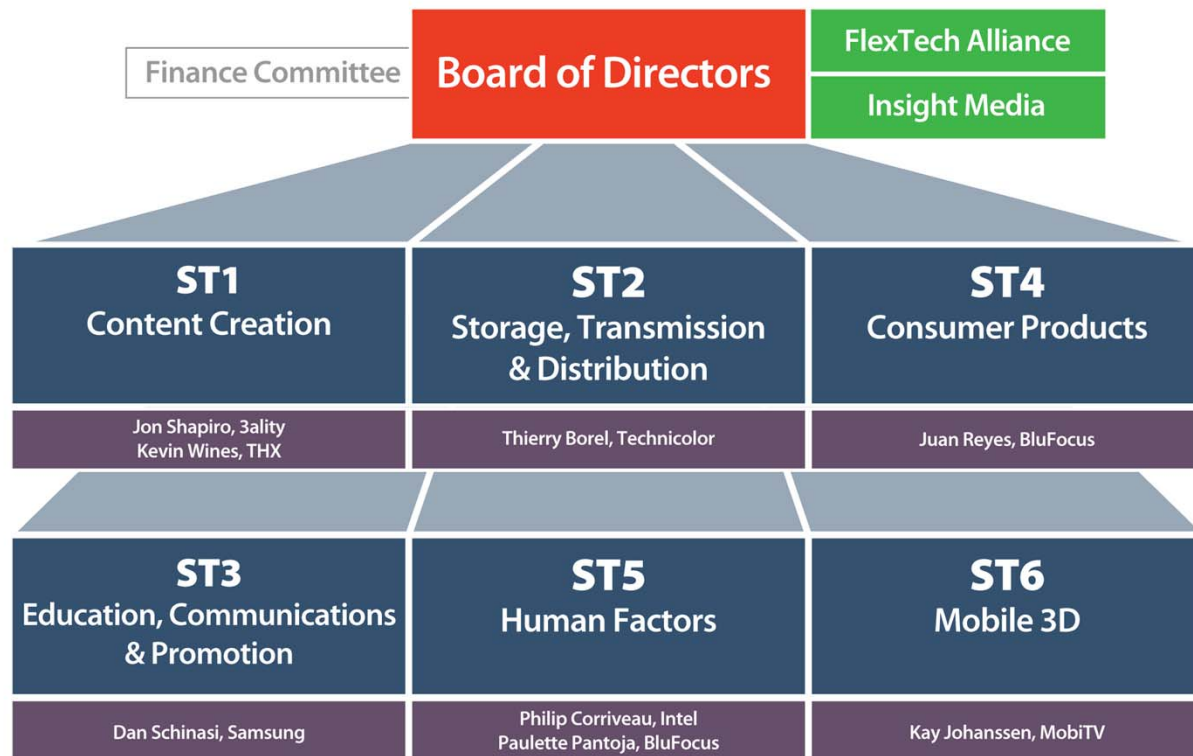 Finance Committee
Board of Directors
FlexTech Alliance
Insight Media
ST1
Content Creation
Jon Shapiro, 3ality
Kevin Wines, THX
ST2
Storage, Transmission
& Distribution
Thierry Borel, Technicolor
ST4
Consumer Products
Juan Reyes, BluFocus
ST3
Education, Communications
& Promotion
Dan Schinasi, Samsung
ST5
Human Factors
Philip Corriveau, Intel
Paulette Pantoja, BluFocus
ST6
Mobile 3D
Kay Johanssen, MobiTV